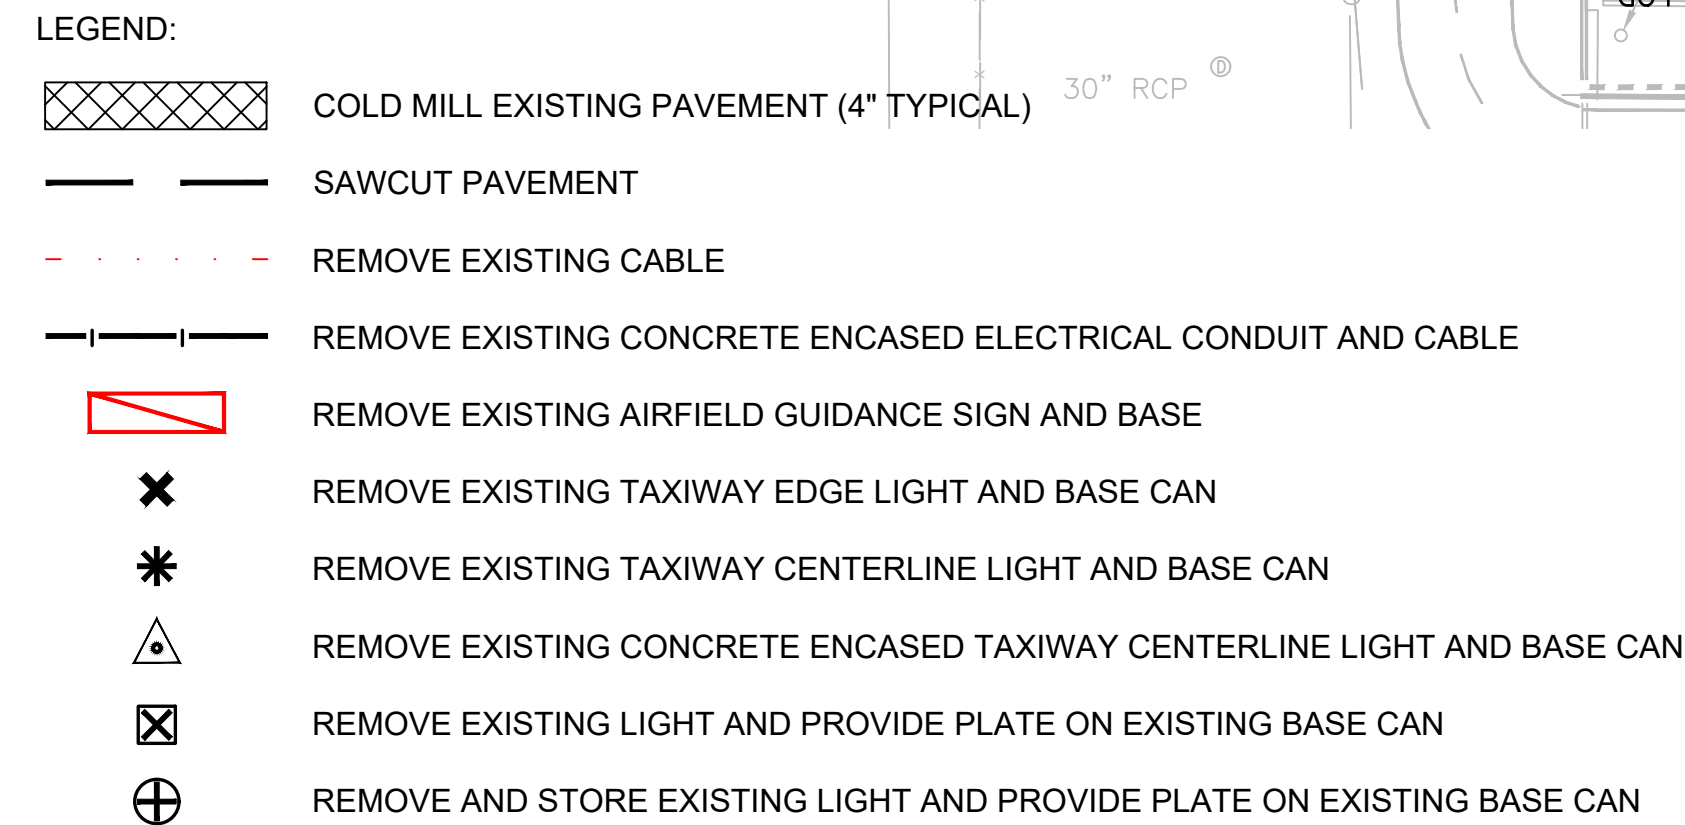 LEGEND:
COLD MILL EXISTING PAVEMENT (4" TYPICAL)
30" RCP
D
SAWCUT PAVEMENT
REMOVE EXISTING CABLE
REMOVE EXISTING CONCRETE ENCASED ELECTRICAL CONDUIT AND CABLE
REMOVE EXISTING AIRFIELD GUIDANCE SIGN AND BASE
REMOVE EXISTING TAXIWAY EDGE LIGHT AND BASE CAN
REMOVE EXISTING TAXIWAY CENTERLINE LIGHT AND BASE CAN
REMOVE EXISTING CONCRETE ENCASED TAXIWAY CENTERLINE LIGHT AND BASE CAN
REMOVE EXISTING LIGHT AND PROVIDE PLATE ON EXISTING BASE CAN
REMOVE AND STORE EXISTING LIGHT AND PROVIDE PLATE ON EXISTING BASE CAN